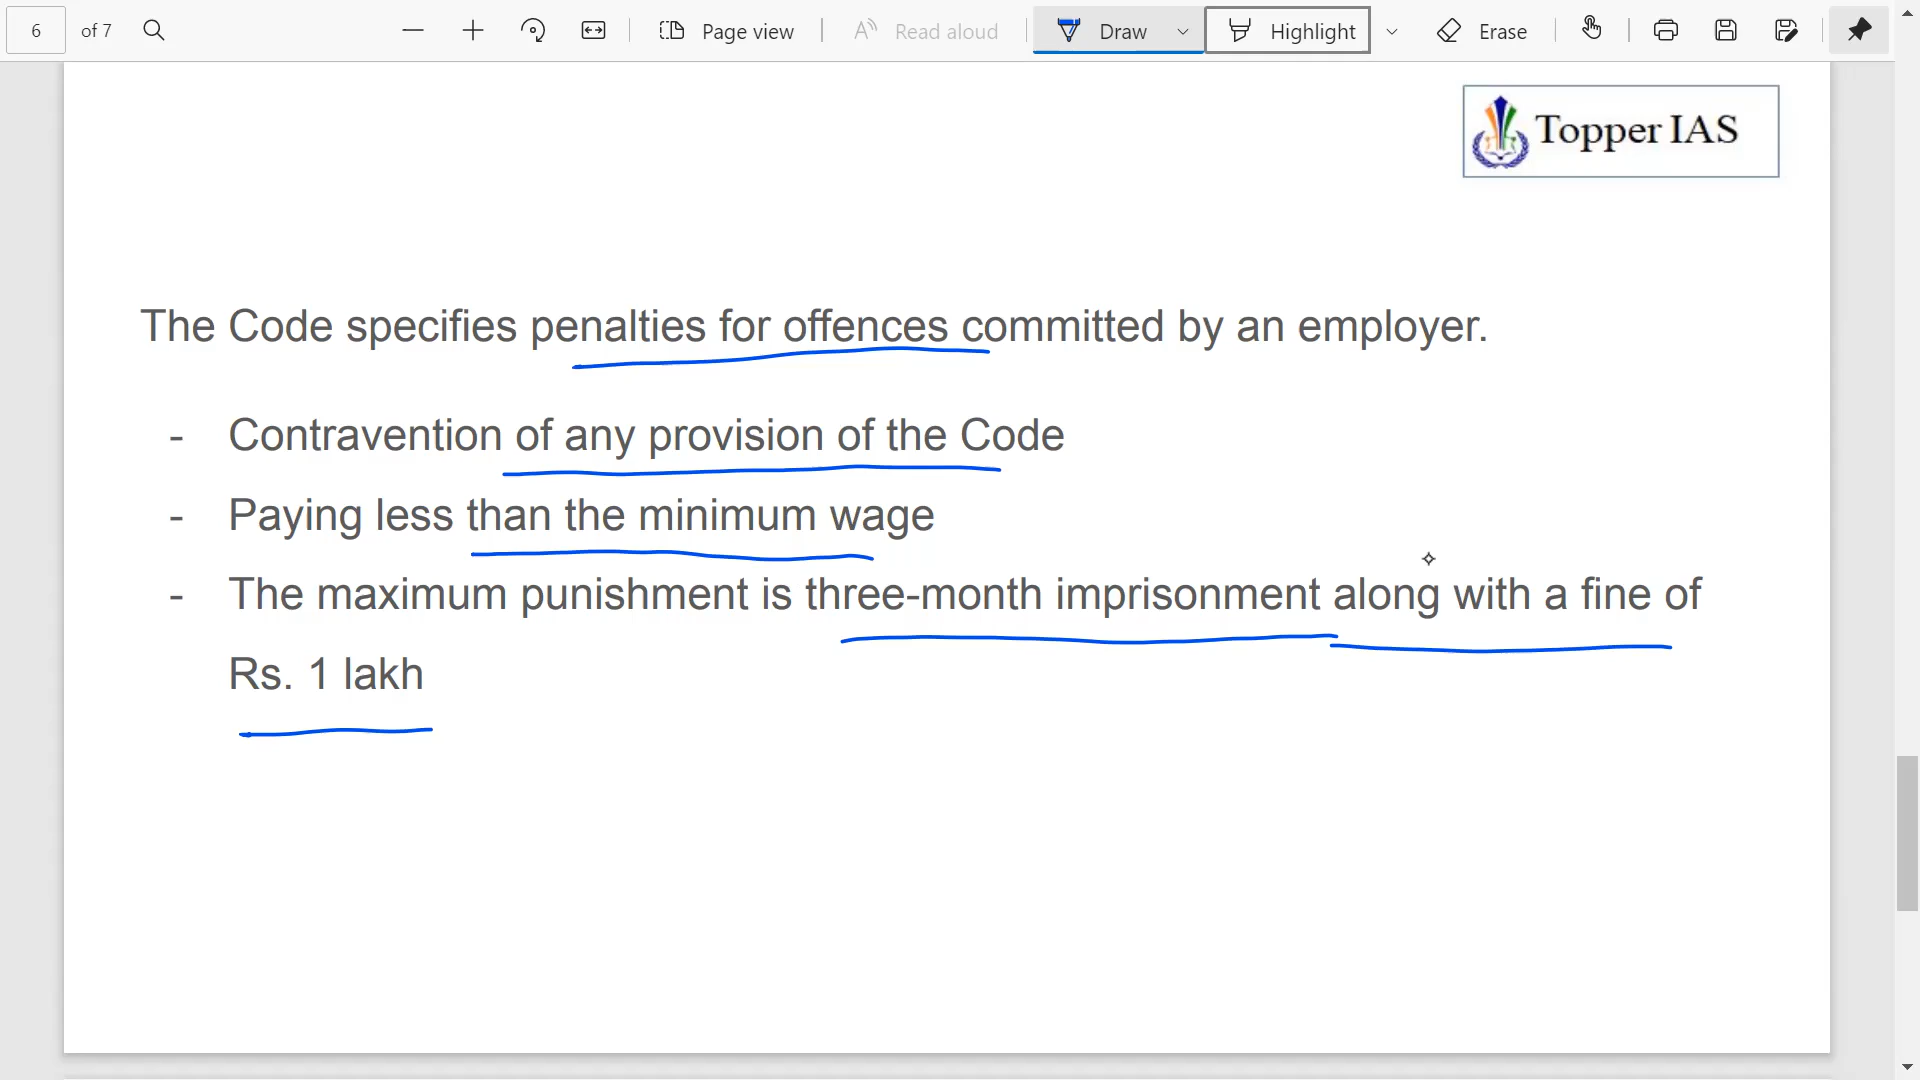 6 of 7 Page view Read aloud Draw Highlight Erase
Topper IAS
The Code specifies penalties for offences committed by an employer.
- Contravention of any provision of the Code
- Paying less than the minimum wage
- The maximum punishment is three-month imprisonment along with a fine of
Rs. 1 lakh